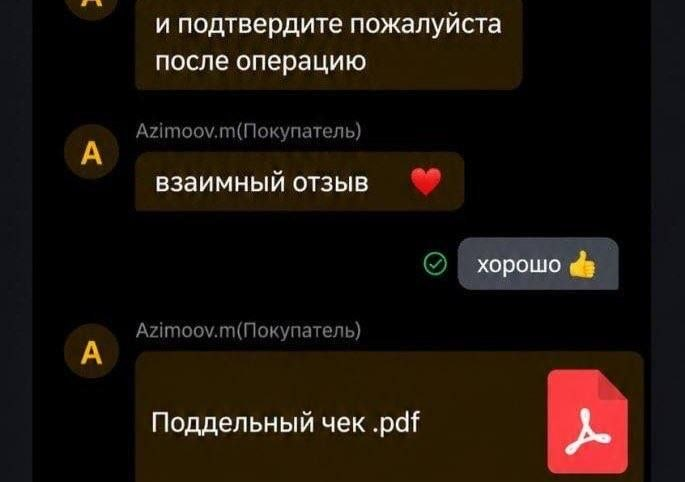 А
и подтвердите пожалуйста
после операцию
Azimoov.m(Покупатель)
А
взаимный отзыв ❤️
хорошо 👍
Azimoov.m(Покупатель)
А
Поддельный чек .pdf